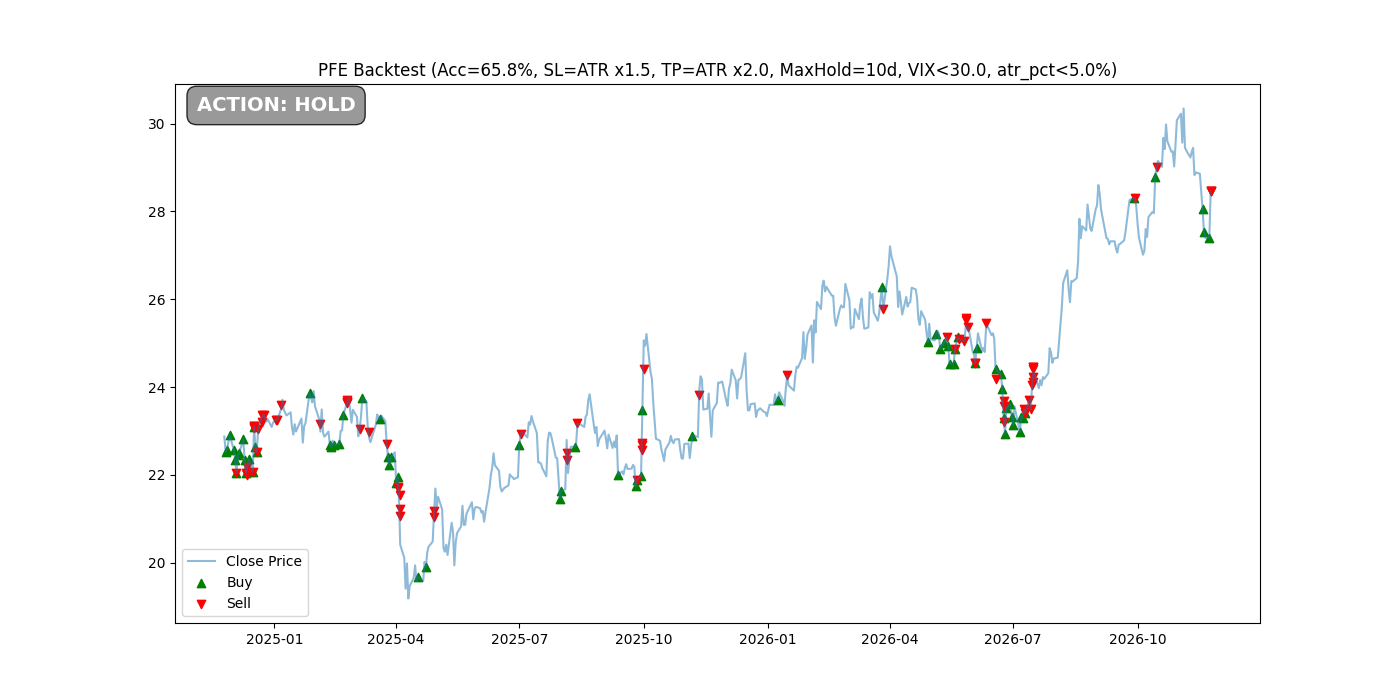 PFE Backtest (Acc=65.8%, SL=ATR x1.5, TP=ATR x2.0, MaxHold=10d, VIX<30.0, atr_pct<5.0%)
ACTION: HOLD
30
28
26
24
22
20
Close Price
Buy
Sell
2025-01 2025-04 2025-07 2025-10 2026-01 2026-04 2026-07 2026-10